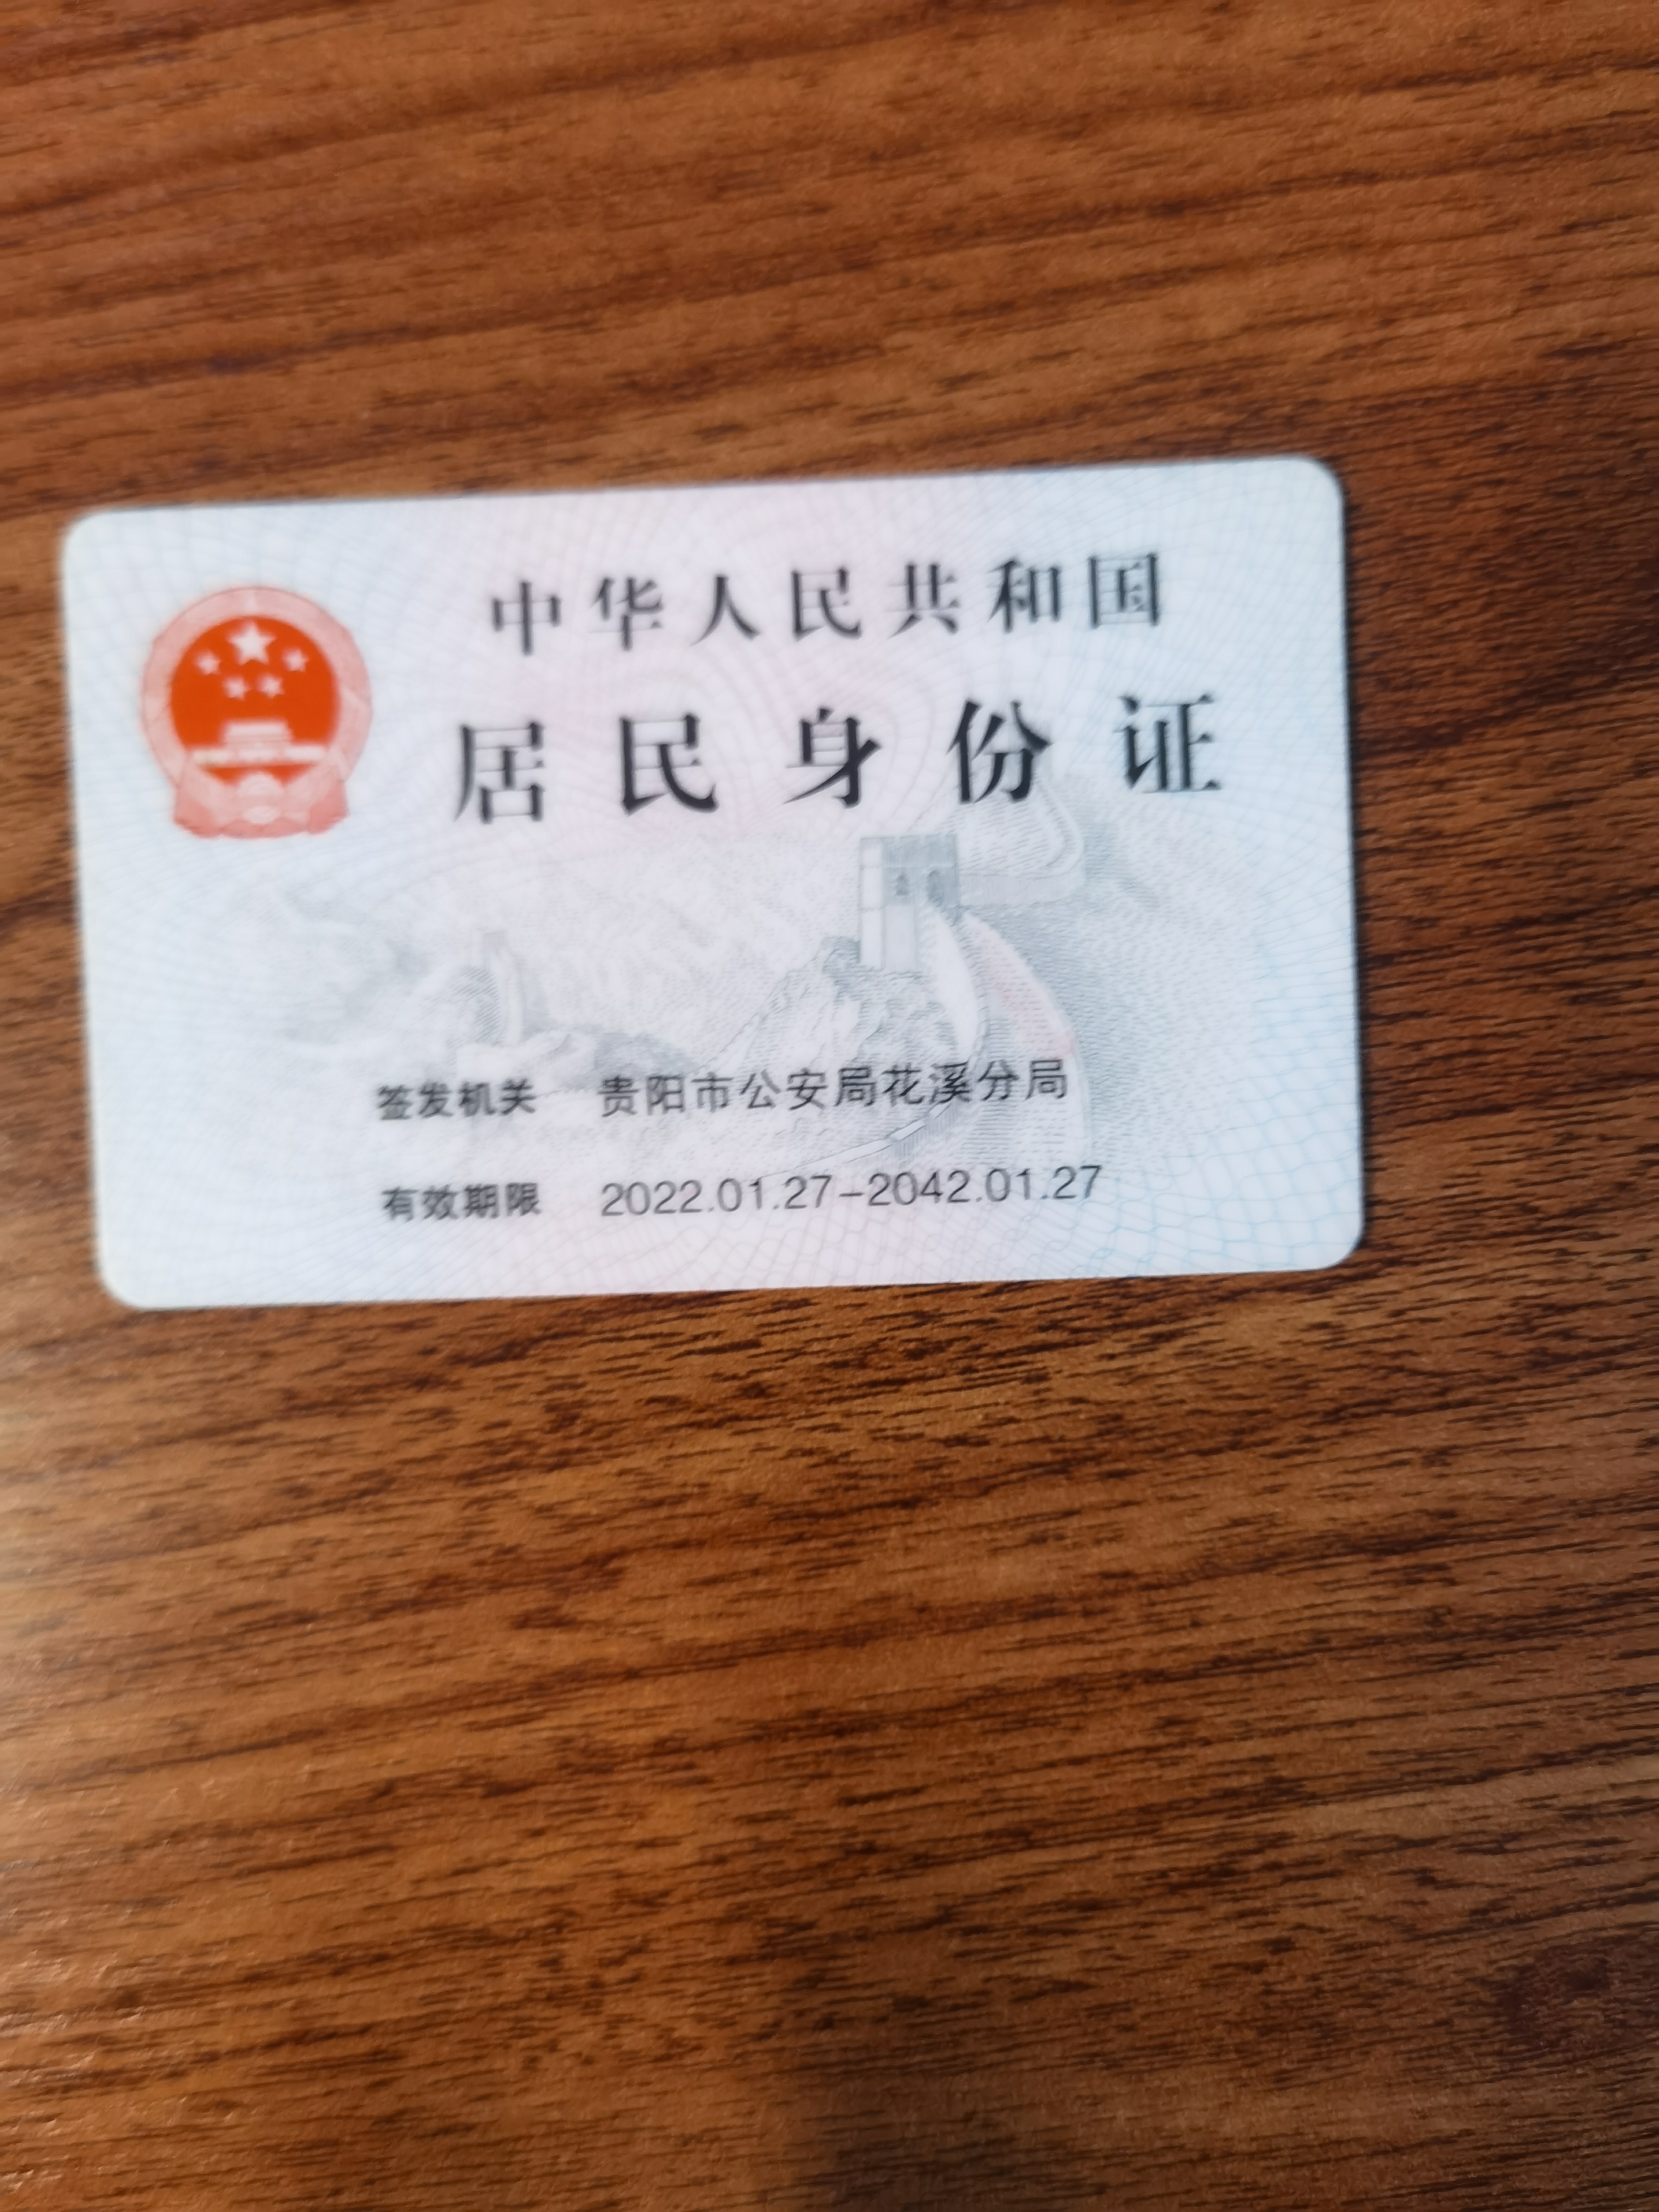 中华人民共和国
居民身份证
签发机关 贵阳市公安局花溪分局
有效期限 2022.01.27-2042.01.27